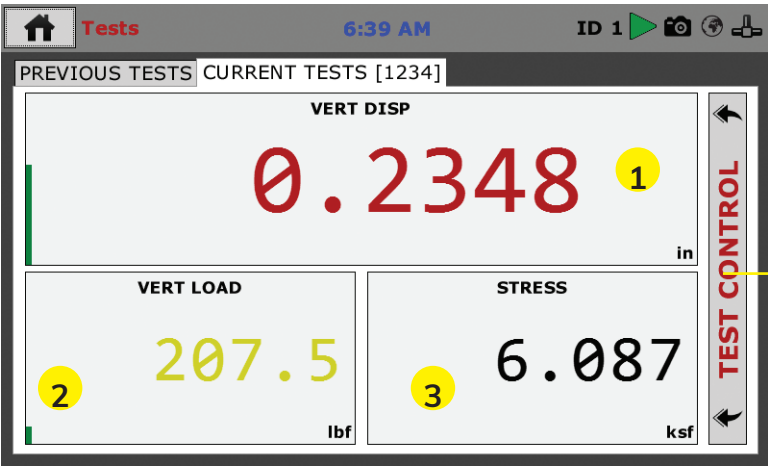 Tests 6:39 AM ID 1
PREVIOUS TESTS CURRENT TESTS [1234]
VERT DISP
0.2348
1
in
VERT LOAD
207.5
2
lbf
STRESS
6.087
3
ksf
TEST CONTROL